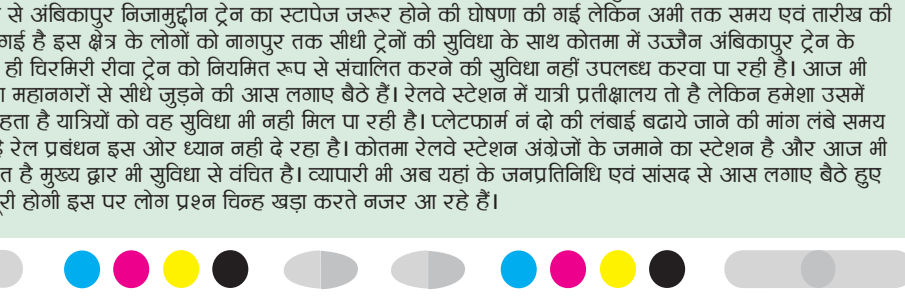 से अंबिकापुर निजामुद्दीन ट्रेन का स्टापेज जरूर होने की घोषणा की गई लेकिन अभी तक समय एवं तारीख की
गई है इस क्षेत्र के लोगों को नागपुर तक सीधी ट्रेनों की सुविधा के साथ कोतमा में उज्जैन अंबिकापुर ट्रेन के
ही चिरमिरी रीवा ट्रेन को नियमित रूप से संचालित करने की सुविधा नहीं उपलब्ध करवा पा रही है। आज भी
महानगरों से सीधे जुड़ने की आस लगाए बैठे हैं। रेलवे स्टेशन में यात्री प्रतीक्षालय तो है लेकिन हमेशा उसमें
हता है यात्रियों को वह सुविधा भी नही मिल पा रही है। प्लेटफार्म नं दो की लंबाई बढाये जाने की मांग लंबे समय
रेल प्रबंधन इस ओर ध्यान नही दे रहा है। कोतमा रेलवे स्टेशन अंग्रेजों के जमाने का स्टेशन है और आज भी
त है मुख्य द्वार भी सुविधा से वंचित है। व्यापारी भी अब यहां के जनप्रतिनिधि एवं सांसद से आस लगाए बैठे हुए
री होगी इस पर लोग प्रश्न चिन्ह खड़ा करते नजर आ रहे हैं।